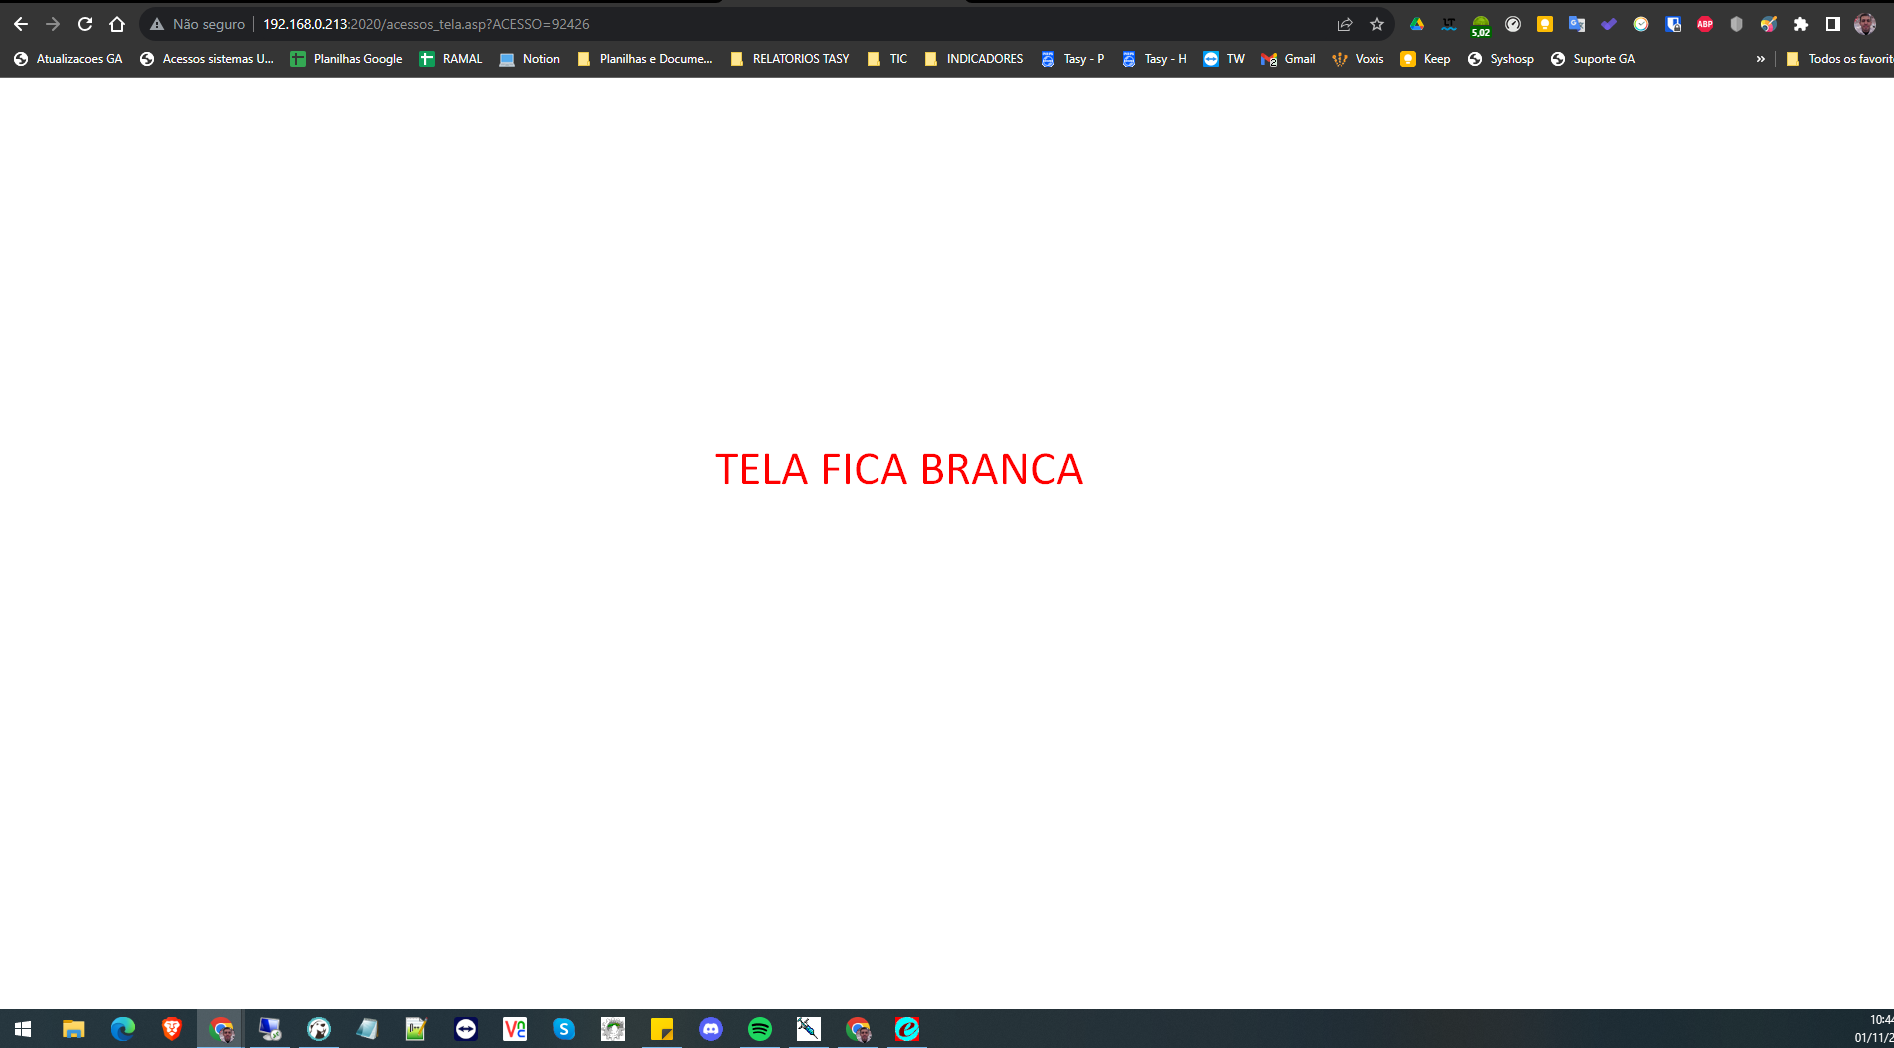 Não seguro 192.168.0.213:2020/acessos_tela.asp?ACESSO=92426
5,02
ABP
Atualizacoes GA Acessos sistemas U... Planilhas Google RAMAL Notion Planilhas e Docume... RELATORIOS TASY TIC INDICADORES Tasy - P Tasy - H TW Gmail Voxis Keep Syshosp Suporte GA » Todos os favorit
TELA FICA BRANCA
10:44
01/11/2